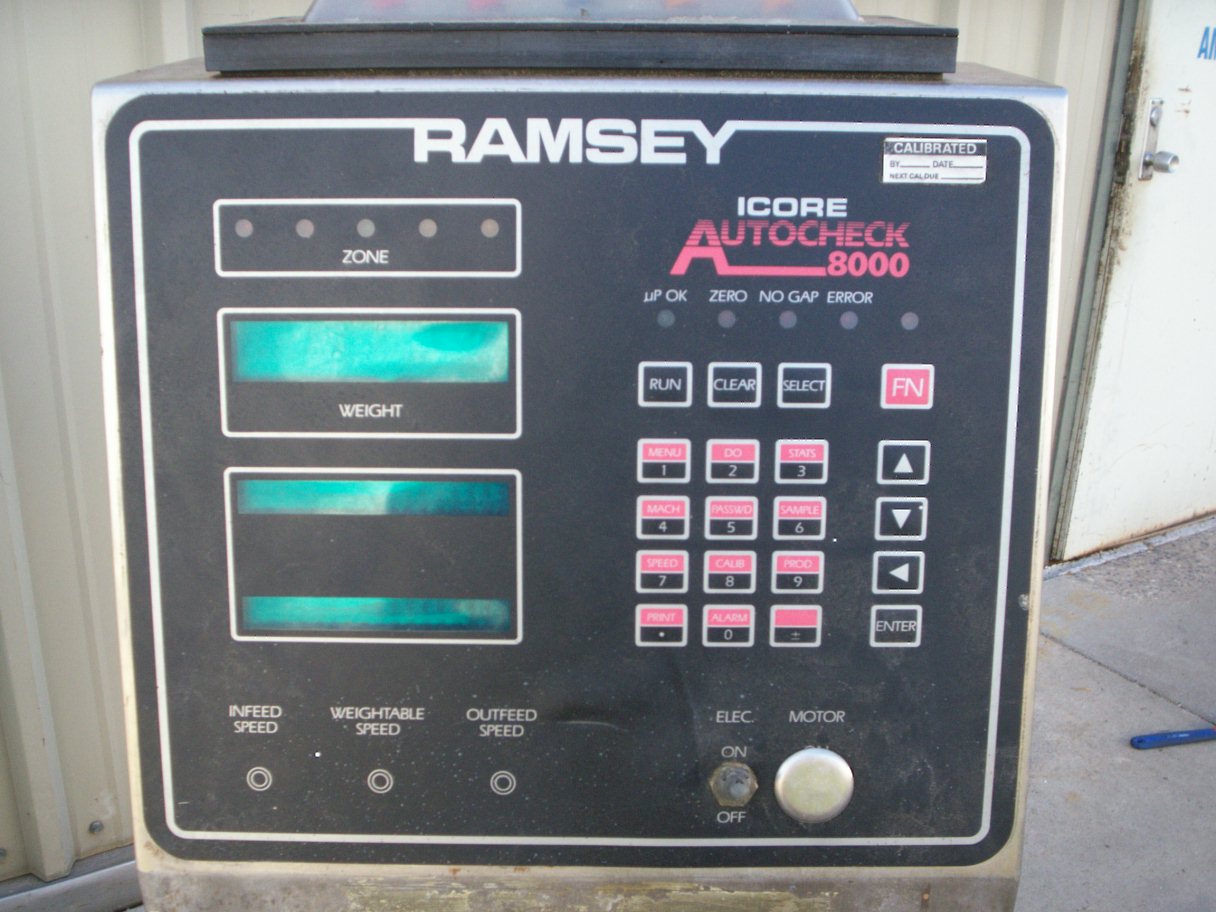 RAMSEY
CALIBRATED
BY DATE
NEXT CAL DUE
ICORE
AUTOCHECK
8000
ZONE
µP OK ZERO NO GAP ERROR
WEIGHT
RUN CLEAR SELECT FN
MENU DO STATS
1 2 3
MACH PASSWD SAMPLE
4 5 6
SPEED CALIB PROD
7 8 9
PRINT ALARM
• 0 ±
ENTER
INFEED SPEED
WEIGHTABLE SPEED
OUTFEED SPEED
ELEC. MOTOR
ON
OFF